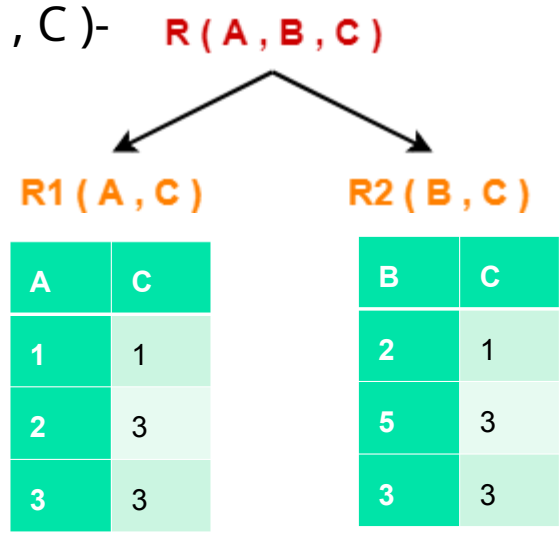 , C )-
R ( A , B , C )
R1 ( A , C )
R2 ( B , C )
A C
1 1
2 3
3 3
B C
2 1
5 3
3 3